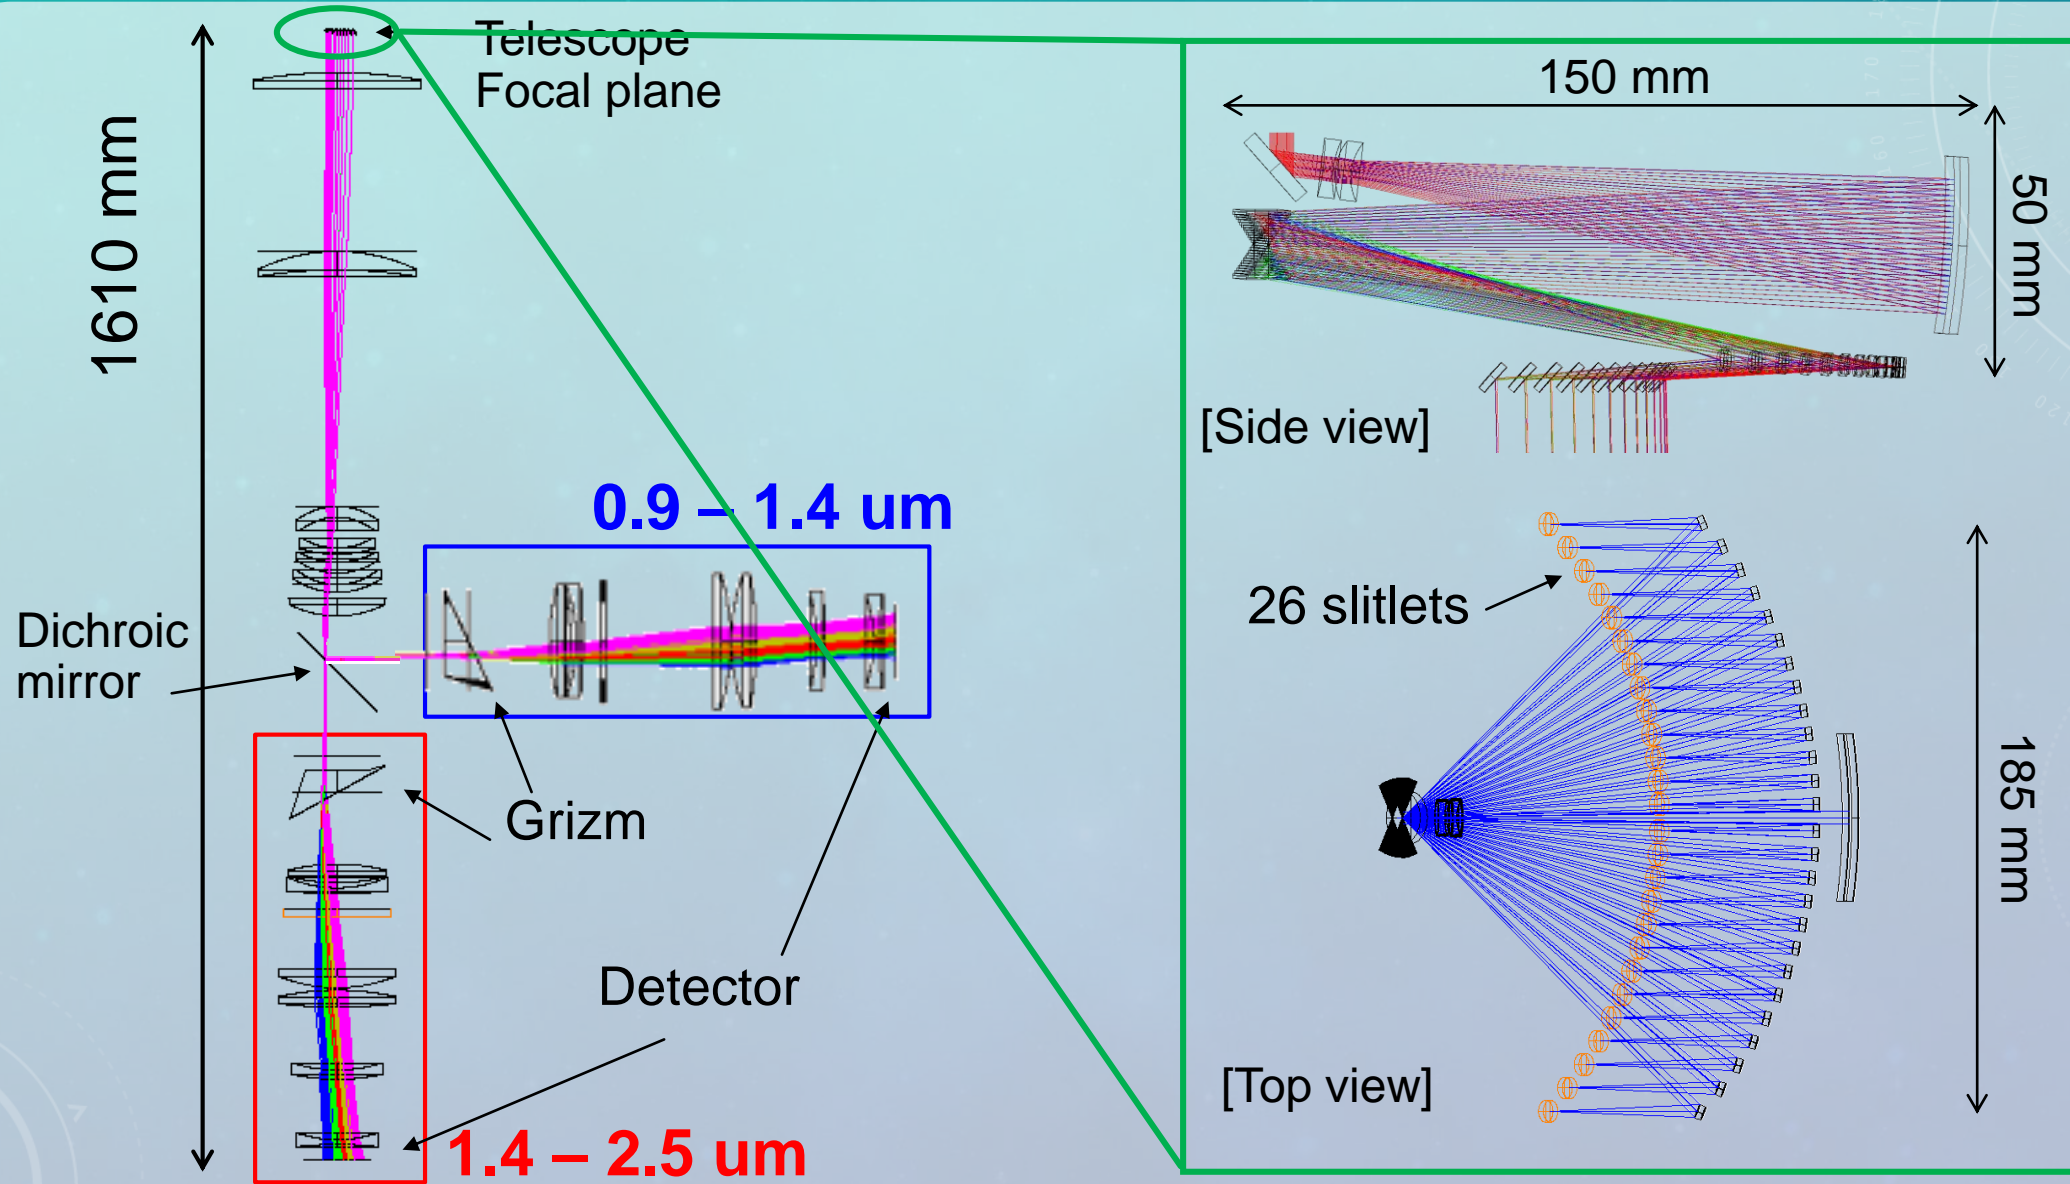 Telescope
Focal plane
1610 mm
0.9 – 1.4 um
Dichroic
mirror
Grizm
Detector
1.4 – 2.5 um
150 mm
50 mm
[Side view]
26 slitlets
185 mm
[Top view]